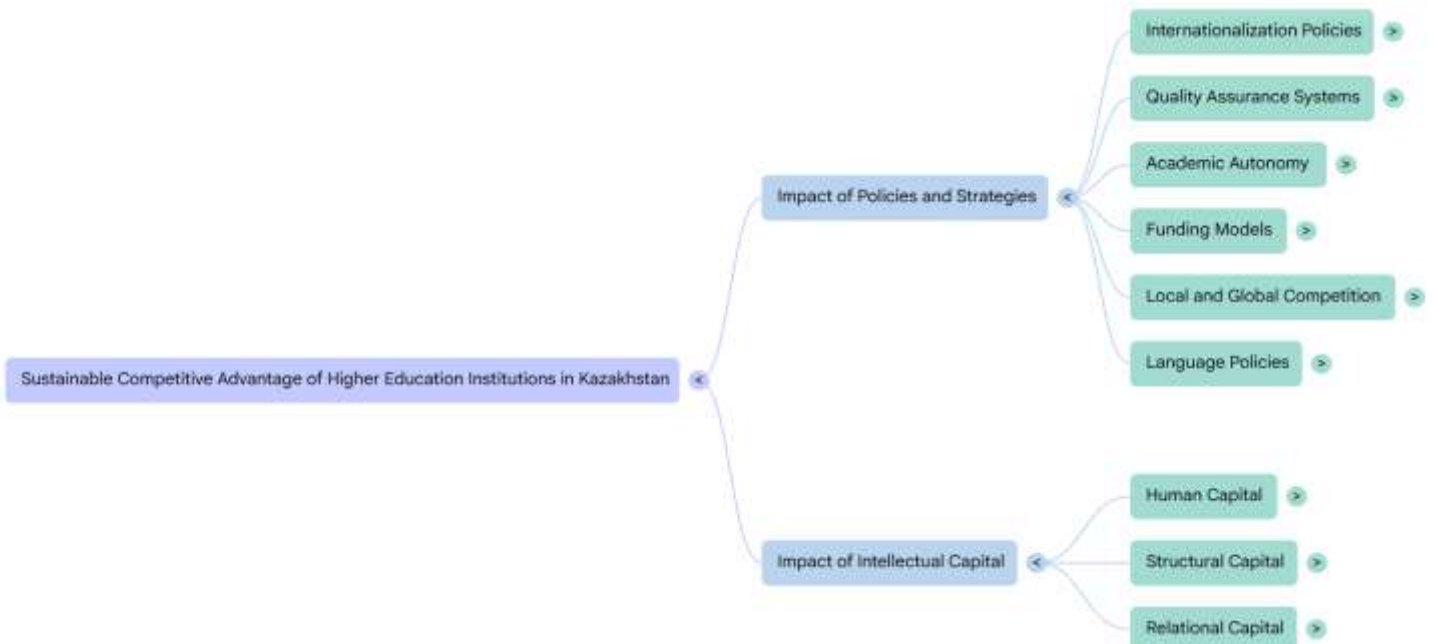 Sustainable Competitive Advantage of Higher Education Institutions in Kazakhstan <
Impact of Policies and Strategies <
Internationalization Policies >
Quality Assurance Systems >
Academic Autonomy >
Funding Models >
Local and Global Competition >
Language Policies >
Impact of Intellectual Capital <
Human Capital >
Structural Capital >
Relational Capital >